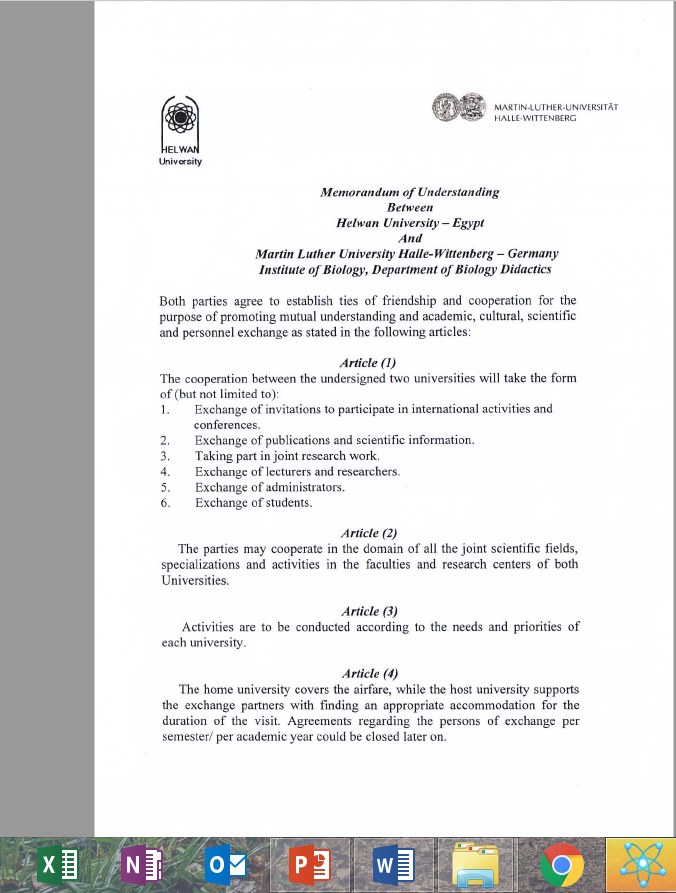 HELWAN
University
MARTIN-LUTHER-UNIVERSITÄT
HALLE-WITTENBERG
Memorandum of Understanding
Between
Helwan University – Egypt
And
Martin Luther University Halle-Wittenberg – Germany
Institute of Biology, Department of Biology Didactics
Both parties agree to establish ties of friendship and cooperation for the
purpose of promoting mutual understanding and academic, cultural, scientific
and personnel exchange as stated in the following articles:
Article (1)
The cooperation between the undersigned two universities will take the form
of (but not limited to):
1. Exchange of invitations to participate in international activities and
conferences.
2. Exchange of publications and scientific information.
3. Taking part in joint research work.
4. Exchange of lecturers and researchers.
5. Exchange of administrators.
6. Exchange of students.
Article (2)
The parties may cooperate in the domain of all the joint scientific fields,
specializations and activities in the faculties and research centers of both
Universities.
Article (3)
Activities are to be conducted according to the needs and priorities of
each university.
Article (4)
The home university covers the airfare, while the host university supports
the exchange partners with finding an appropriate accommodation for the
duration of the visit. Agreements regarding the persons of exchange per
semester/ per academic year could be closed later on.